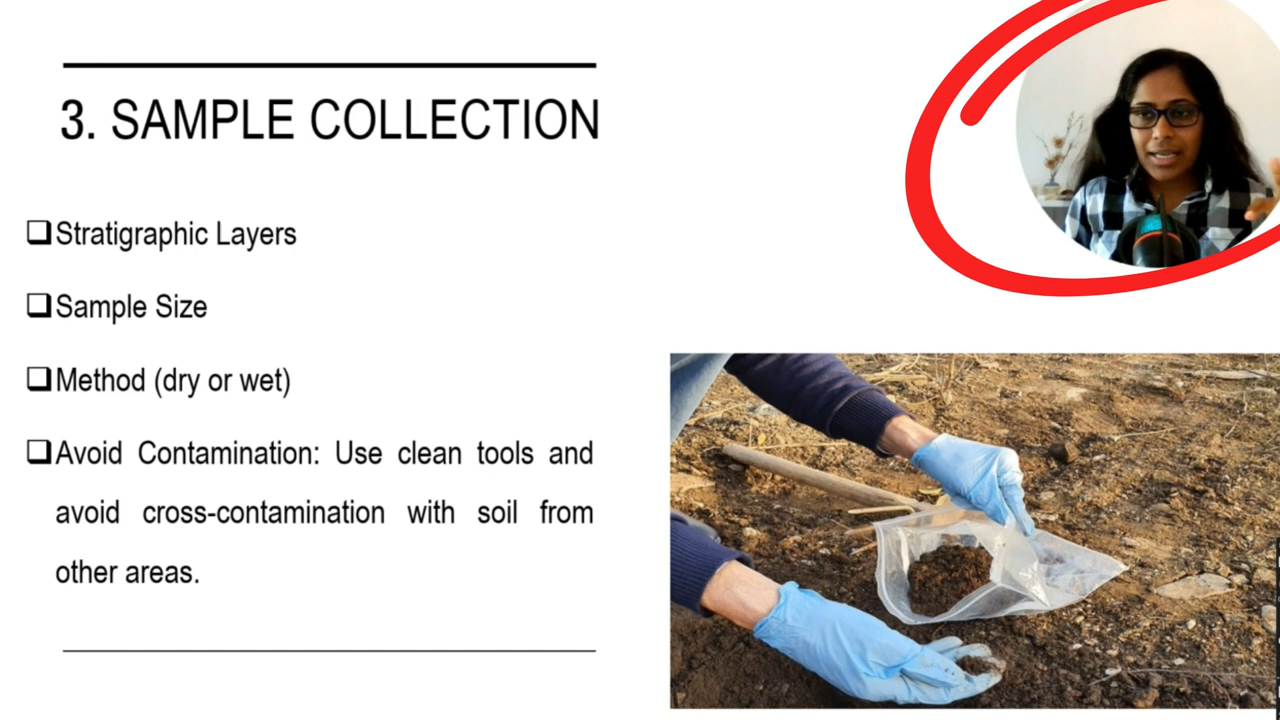 3. SAMPLE COLLECTION
Stratigraphic Layers
Sample Size
Method (dry or wet)
Avoid Contamination: Use clean tools and
avoid cross-contamination with soil from
other areas.